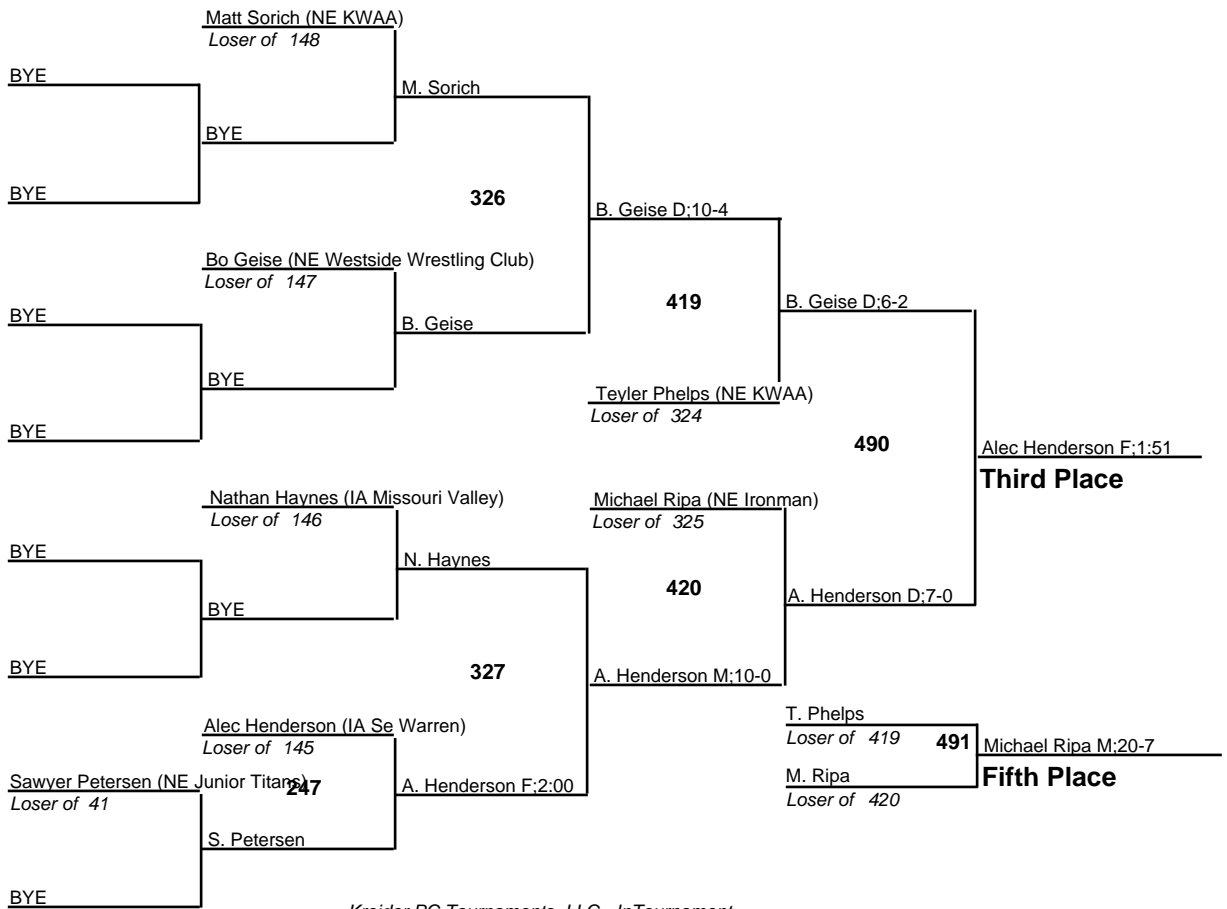 Matt Sorich (NE KWAA)
Loser of 148
BYE
M. Sorich
BYE
BYE
326
B. Geise D;10-4
Bo Geise (NE Westside Wrestling Club)
Loser of 147
419
B. Geise D;6-2
BYE
B. Geise
BYE
Teyler Phelps (NE KWAA)
Loser of 324
BYE
490
Alec Henderson F;1:51
Third Place
Nathan Haynes (IA Missouri Valley)
Loser of 146
Michael Ripa (NE Ironman)
Loser of 325
BYE
N. Haynes
420
A. Henderson D;7-0
BYE
BYE
327
A. Henderson M;10-0
Alec Henderson (IA Se Warren)
Loser of 145
T. Phelps
Loser of 419
491
Michael Ripa M;20-7
Fifth Place
Sawyer Petersen (NE Junior Titans)
Loser of 41
247
A. Henderson F;2:00
M. Ripa
Loser of 420
S. Petersen
BYE
Kreider PC Tournaments, LLC - InTournament